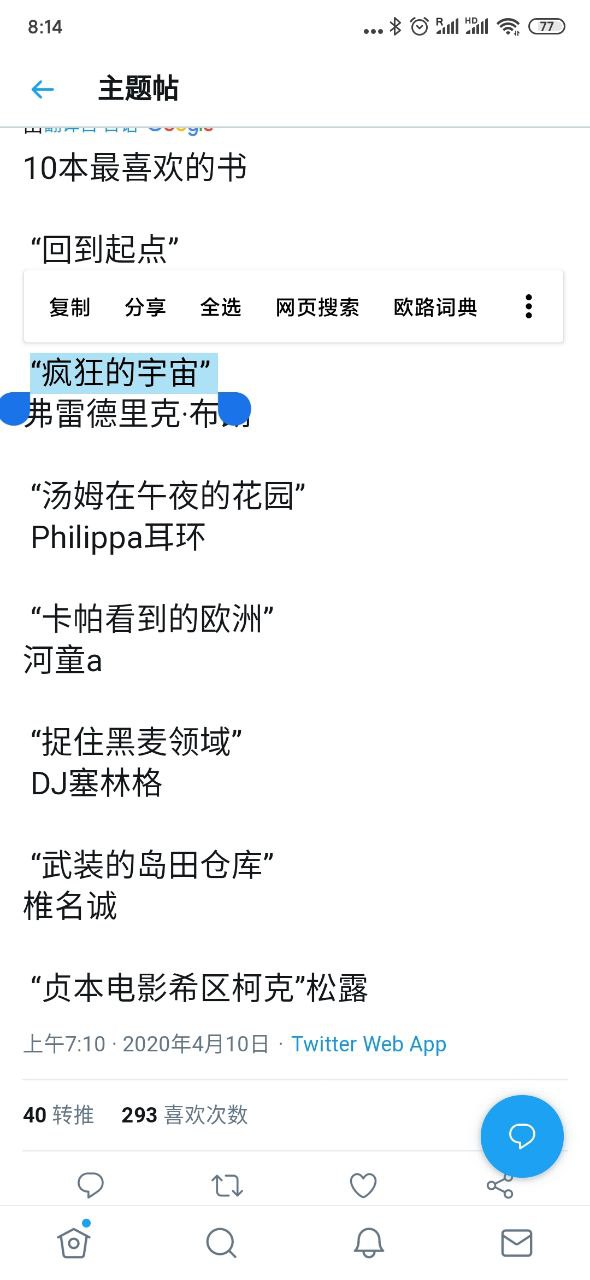 8:14
R
HD
77
主题帖
10本最喜欢的书
“回到起点”
复制 分享 全选 网页搜索 欧路词典
“疯狂的宇宙”
弗雷德里克·布
“汤姆在午夜的花园”
Philippa耳环
“卡帕看到的欧洲”
河童a
“捉住黑麦领域”
DJ塞林格
“武装的岛田仓库”
椎名诚
“贞本电影希区柯克”松露
上午7:10 · 2020年4月10日 · Twitter Web App
40 转推 293 喜欢次数